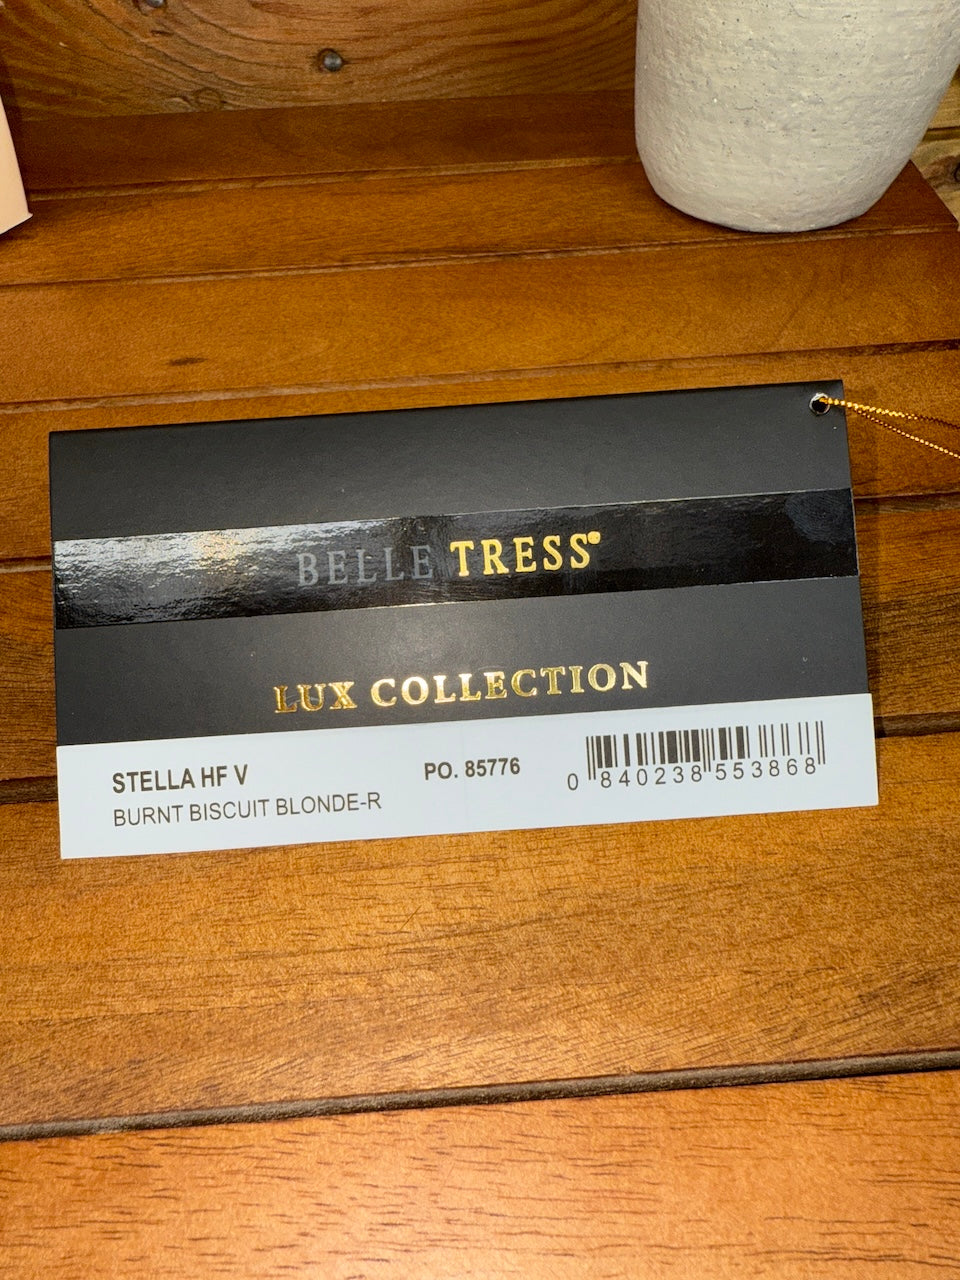 BELLE TRESS®
LUX COLLECTION
STELLA HF V
BURNT BISCUIT BLONDE-R
PO. 85776
0 840238 553868